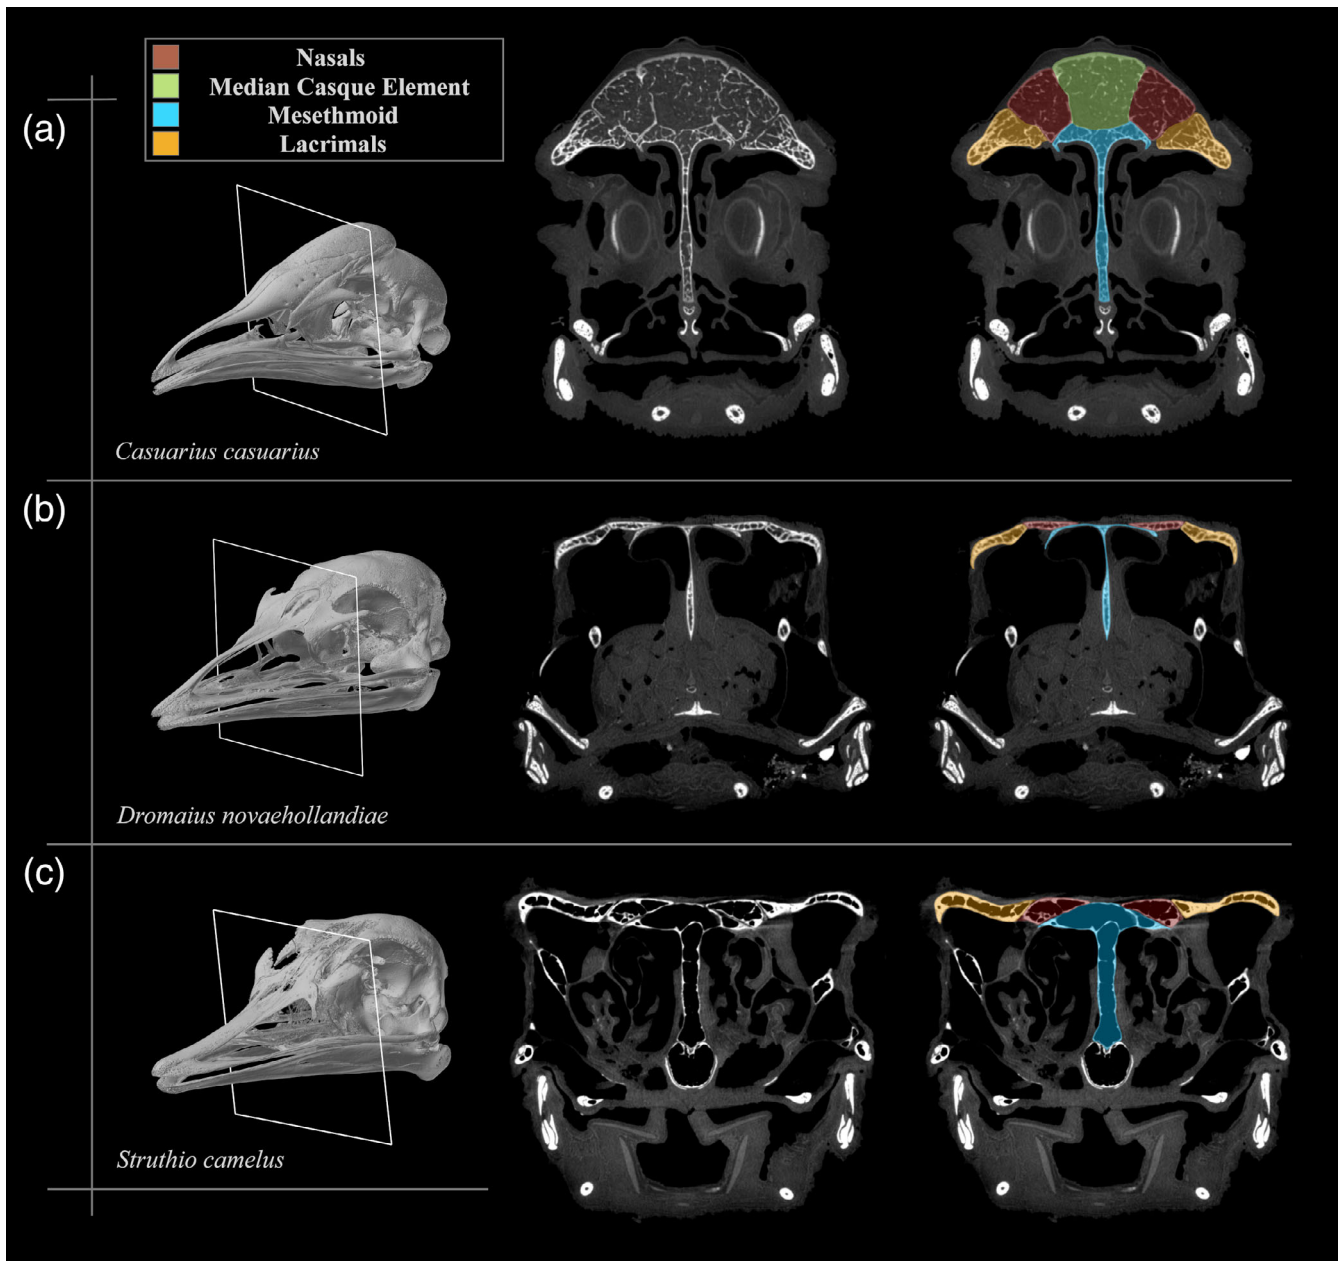 (a)
Nasals
Median Casque Element
Mesethmoid
Lacrimals
Casuarius casuarius
(b)
Dromaius novaehollandiae
(c)
Struthio camelus